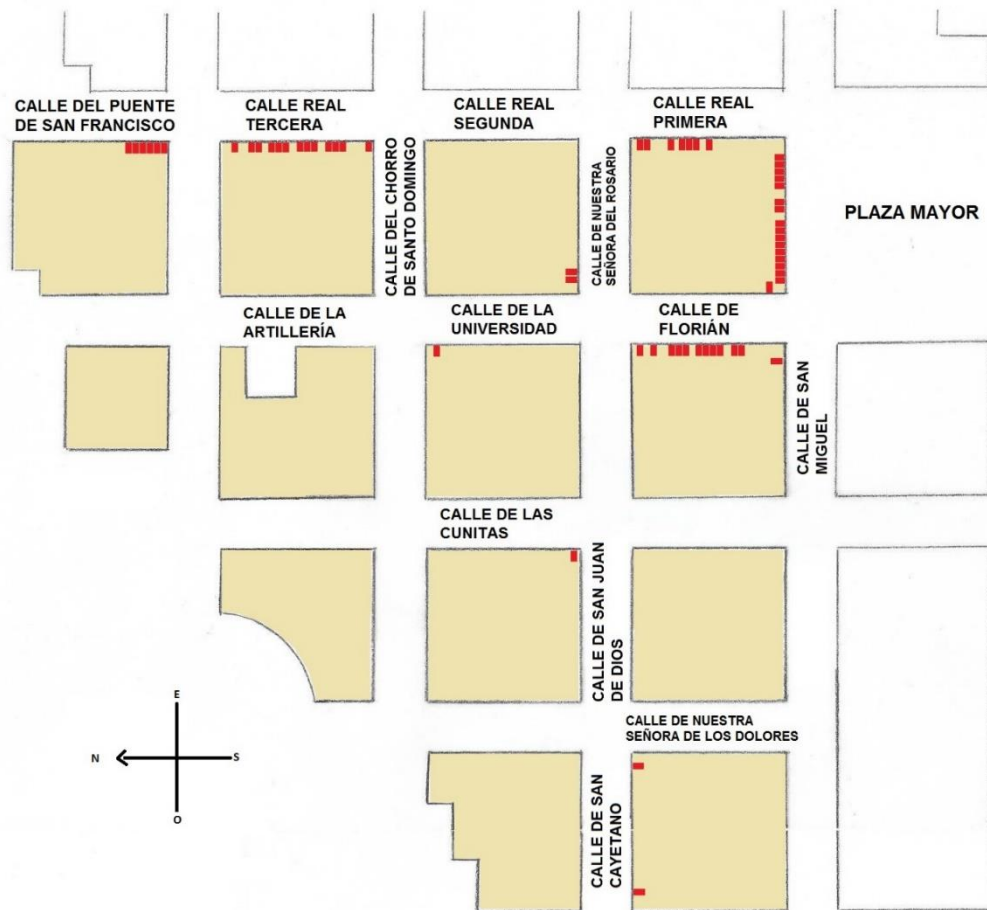 CALLE DEL PUENTE
DE SAN FRANCISCO
CALLE REAL
TERCERA
CALLE REAL
SEGUNDA
CALLE REAL
PRIMERA
CALLE DEL CHORRO
DE SANTO DOMINGO
CALLE DE NUESTRA
SEÑORA DEL ROSARIO
PLAZA MAYOR
CALLE DE LA
ARTILLERÍA
CALLE DE LA
UNIVERSIDAD
CALLE DE
FLORIÁN
CALLE DE SAN
MIGUEL
CALLE DE LAS
CUNITAS
CALLE DE SAN JUAN
DE DIOS
CALLE DE NUESTRA
SEÑORA DE LOS DOLORES
CALLE DE SAN
CAYETANO
E
N
S
O